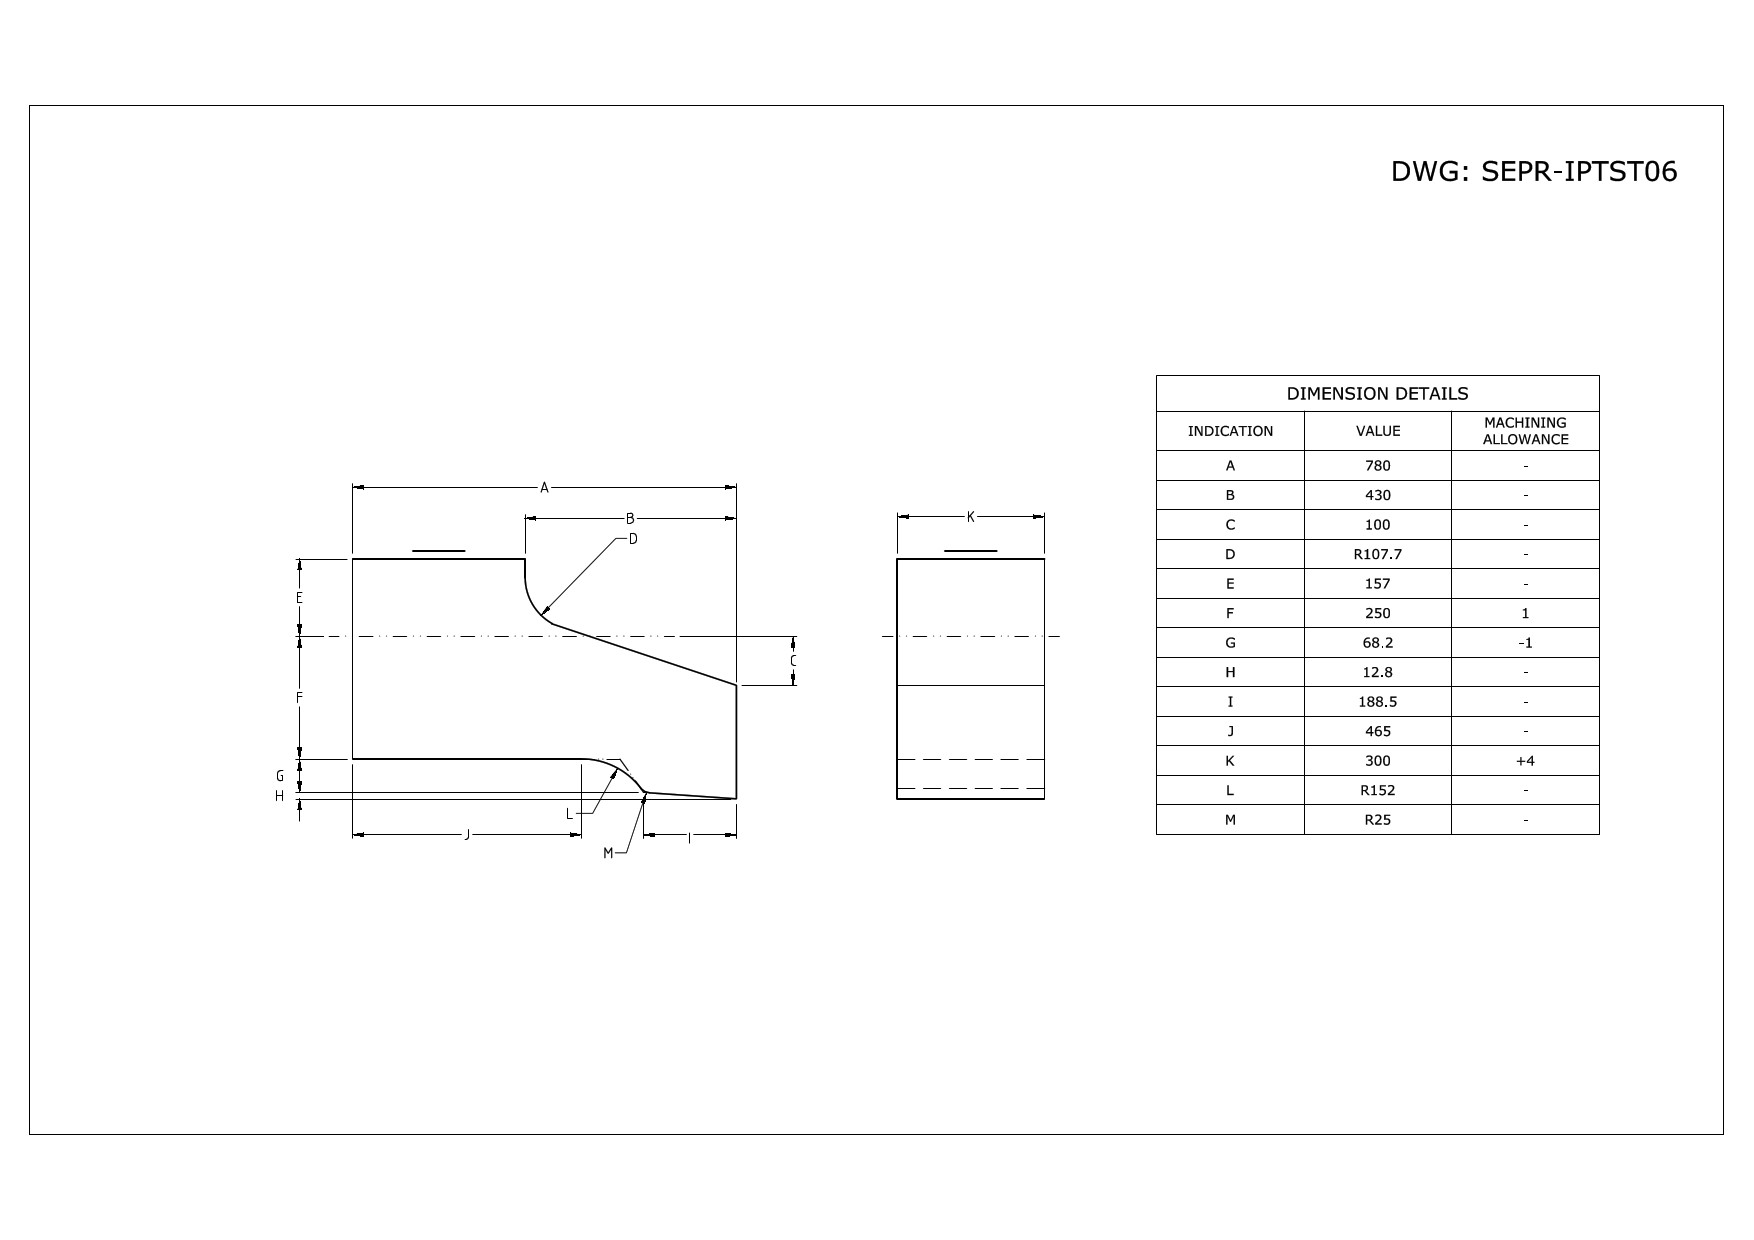 DWG: SEPR-IPTST06
A
B
D
K
E
C
F
G
H
L
J
I
M
DIMENSION DETAILS
INDICATION VALUE MACHINING ALLOWANCE
A 780 -
B 430 -
C 100 -
D R107.7 -
E 157 -
F 250 1
G 68.2 -1
H 12.8 -
I 188.5 -
J 465 -
K 300 +4
L R152 -
M R25 -